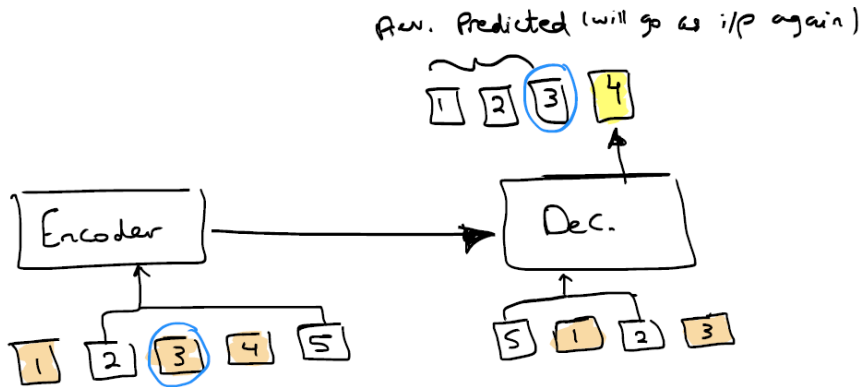 Prev. Predicted (will go as i/p again)
1 2 3 4
Encoder
Dec.
1 2 3 4 5
S 1 2 3